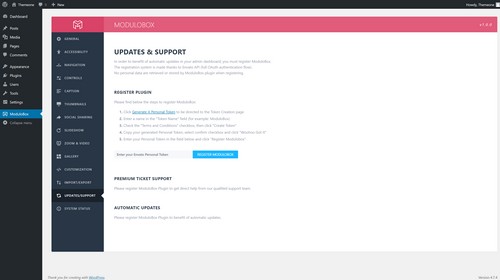 Themeone
1
+ New
Howdy, Themeone
Dashboard
Posts
Media
Pages
Comments
Appearance
Plugins
Users
Tools
Settings
ModuloBox
Collapse menu
MODULOBOX
GENERAL
ACCESSIBILITY
NAVIGATION
CONTROLS
CAPTION
THUMBNAILS
SOCIAL SHARING
SLIDESHOW
ZOOM & VIDEO
GALLERY
CUSTOMIZATION
IMPORT/EXPORT
UPDATES/SUPPORT
SYSTEM STATUS
UPDATES & SUPPORT
In order to benefit of automatic updates in your admin dashboard, you must register ModuloBox.
The registration system is made thanks to Envato API (full OAuth authentication flow).
No personal data are retrieved or stored by ModuloBox plugin when registering.
REGISTER PLUGIN
Please find below the steps to register ModuloBox:
1. Click Generate A Personal Token to be directed to the Token Creation page
2. Enter a name in the "Token Name" field (for example: ModuloBox)
3. Check the "Terms and Conditions" checkbox, then click "Create Token"
4. Copy your generated Personal Token, select confirm checkbox and click "Woohoo, Got It"
5. Enter your Personal Token in the field below and click "Register ModuloBox"
Enter your Envato Personal Token
REGISTER MODULOBOX
PREMIUM TICKET SUPPORT
Please register ModuloBox Plugin to get direct help from our qualified support team.
AUTOMATIC UPDATES
Please register ModuloBox Plugin to benefit of automatic updates.
Thank you for creating with WordPress.
Version 4.7.4